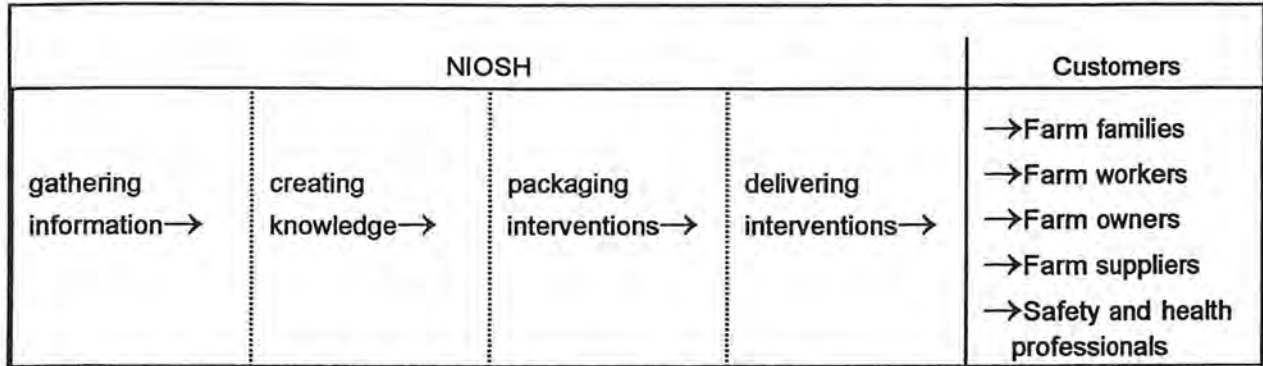 NIOSH
Customers
gathering
information→
creating
knowledge→
packaging
interventions→
delivering
interventions→
→Farm families
→Farm workers
→Farm owners
→Farm suppliers
→Safety and health
professionals